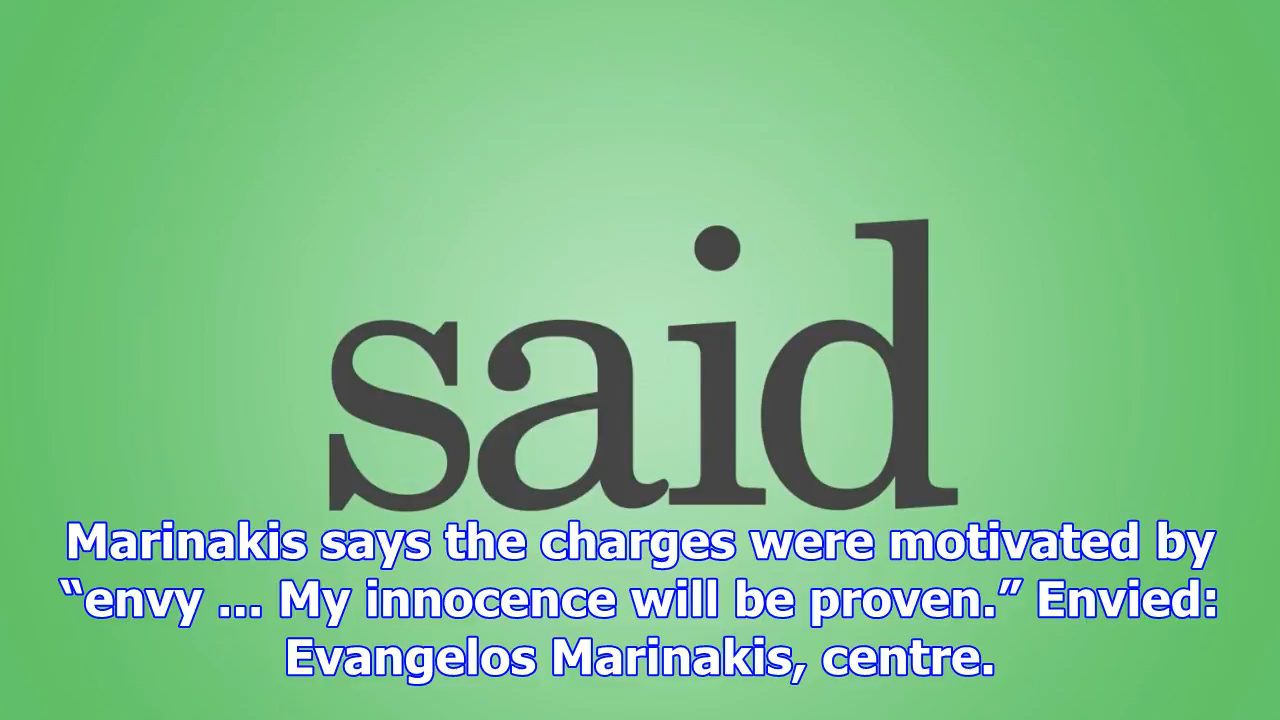 said
Marinakis says the charges were motivated by
“envy ... My innocence will be proven.” Envied:
Evangelos Marinakis, centre.